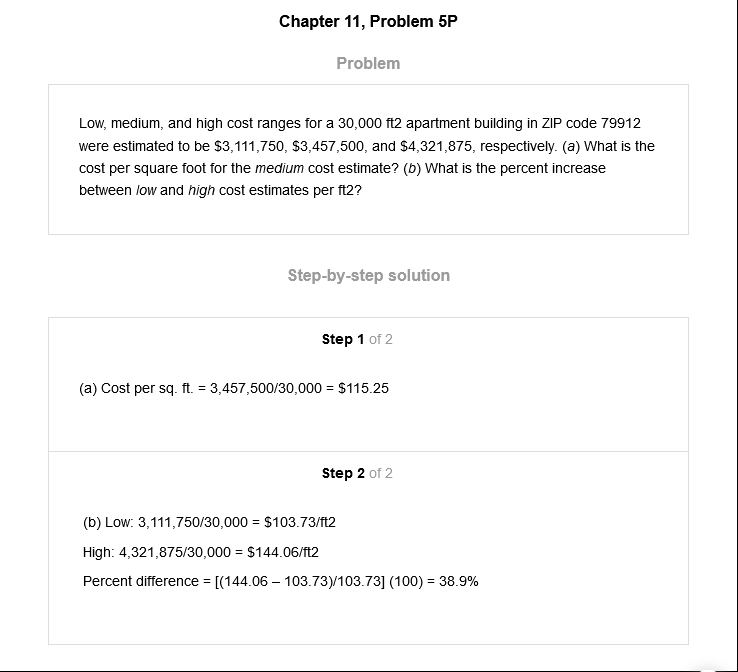 Chapter 11, Problem 5P
Problem
Low, medium, and high cost ranges for a 30,000 ft2 apartment building in ZIP code 79912
were estimated to be $3,111,750, $3,457,500, and $4,321,875, respectively. (a) What is the
cost per square foot for the medium cost estimate? (b) What is the percent increase
between low and high cost estimates per ft2?
Step-by-step solution
Step 1 of 2
(a) Cost per sq. ft. = 3,457,500/30,000 = $115.25
Step 2 of 2
(b) Low: 3,111,750/30,000 = $103.73/ft2
High: 4,321,875/30,000 = $144.06/ft2
Percent difference = [(144.06 – 103.73)/103.73] (100) = 38.9%